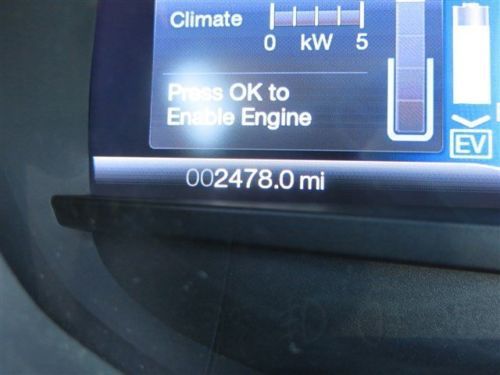 Climate
0 kW 5
Press OK to
Enable Engine
EV
002478.0 mi